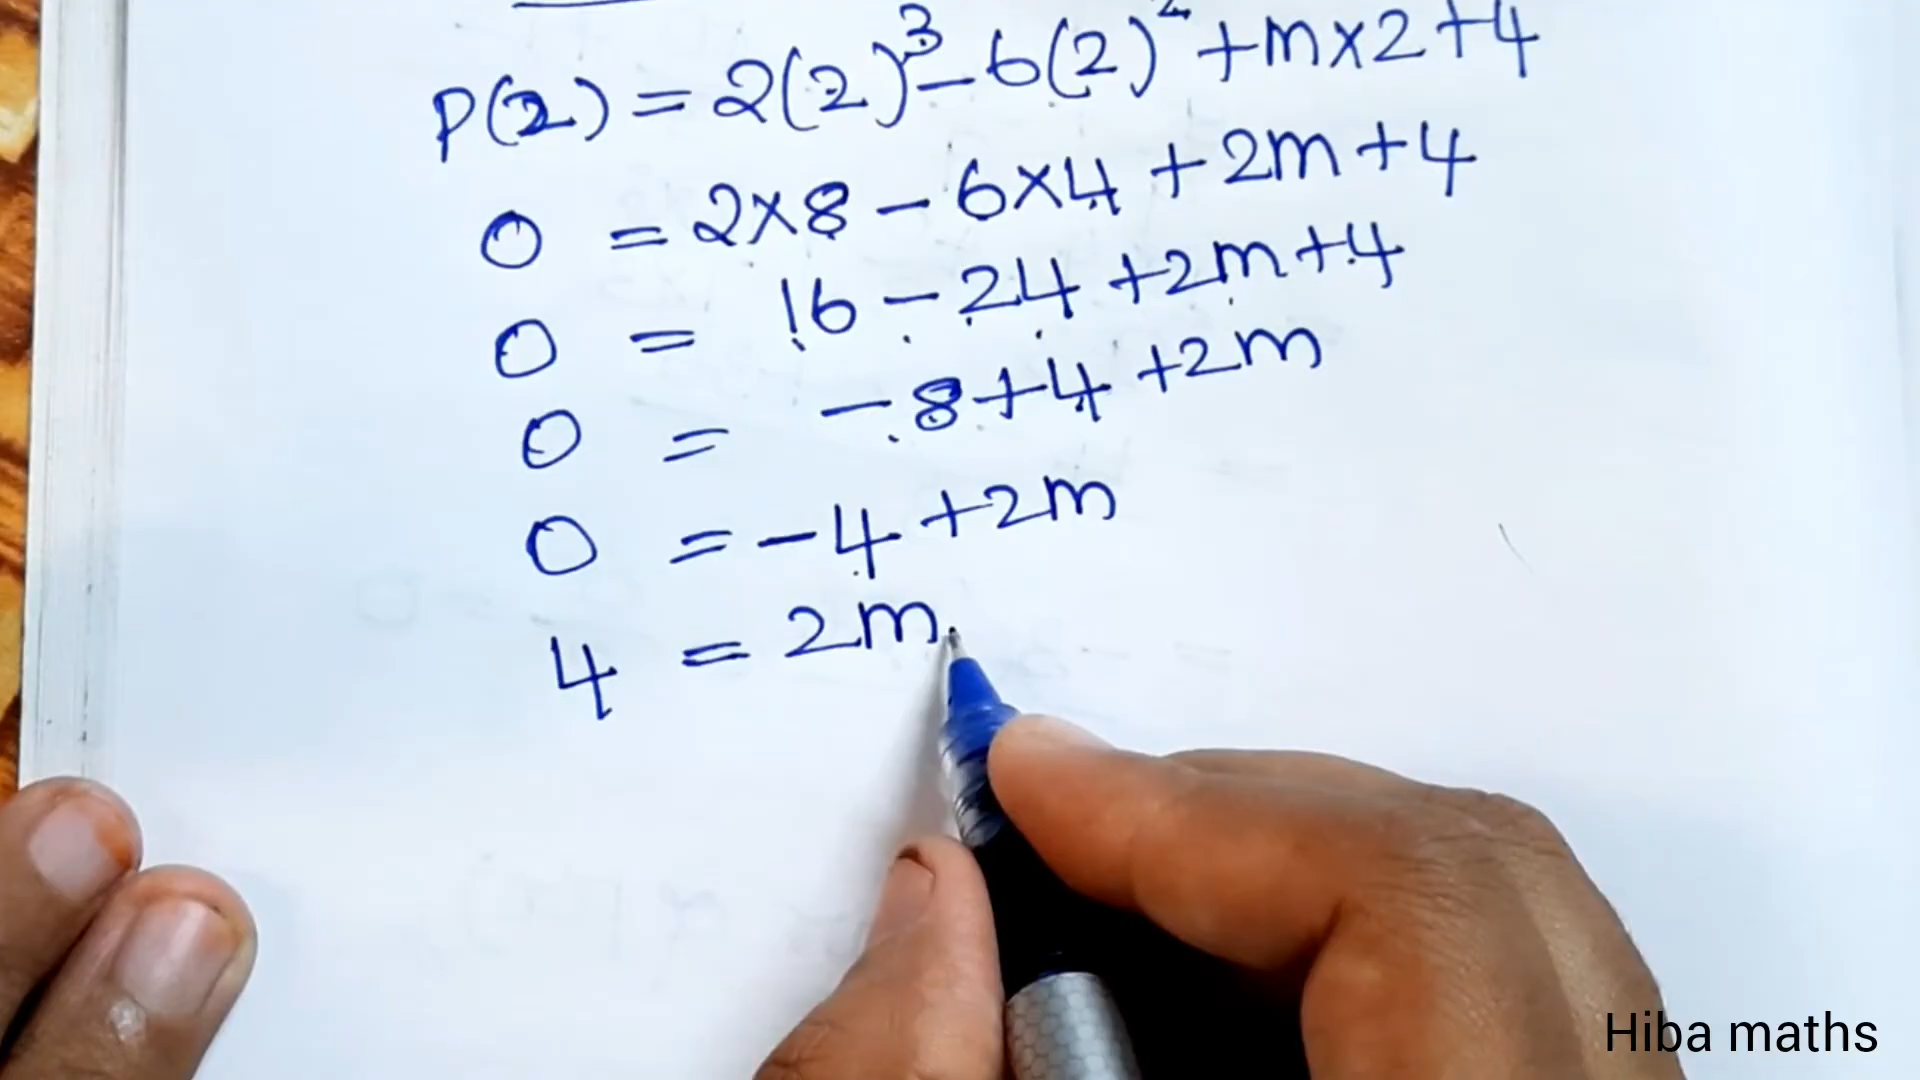 P(2) = 2(2)³ - 6(2)² + m×2 + 4
0 = 2×8 - 6×4 + 2m + 4
0 = 16 - 24 + 2m + 4
0 = -8 + 4 + 2m
0 = -4 + 2m
4 = 2m
Hiba maths